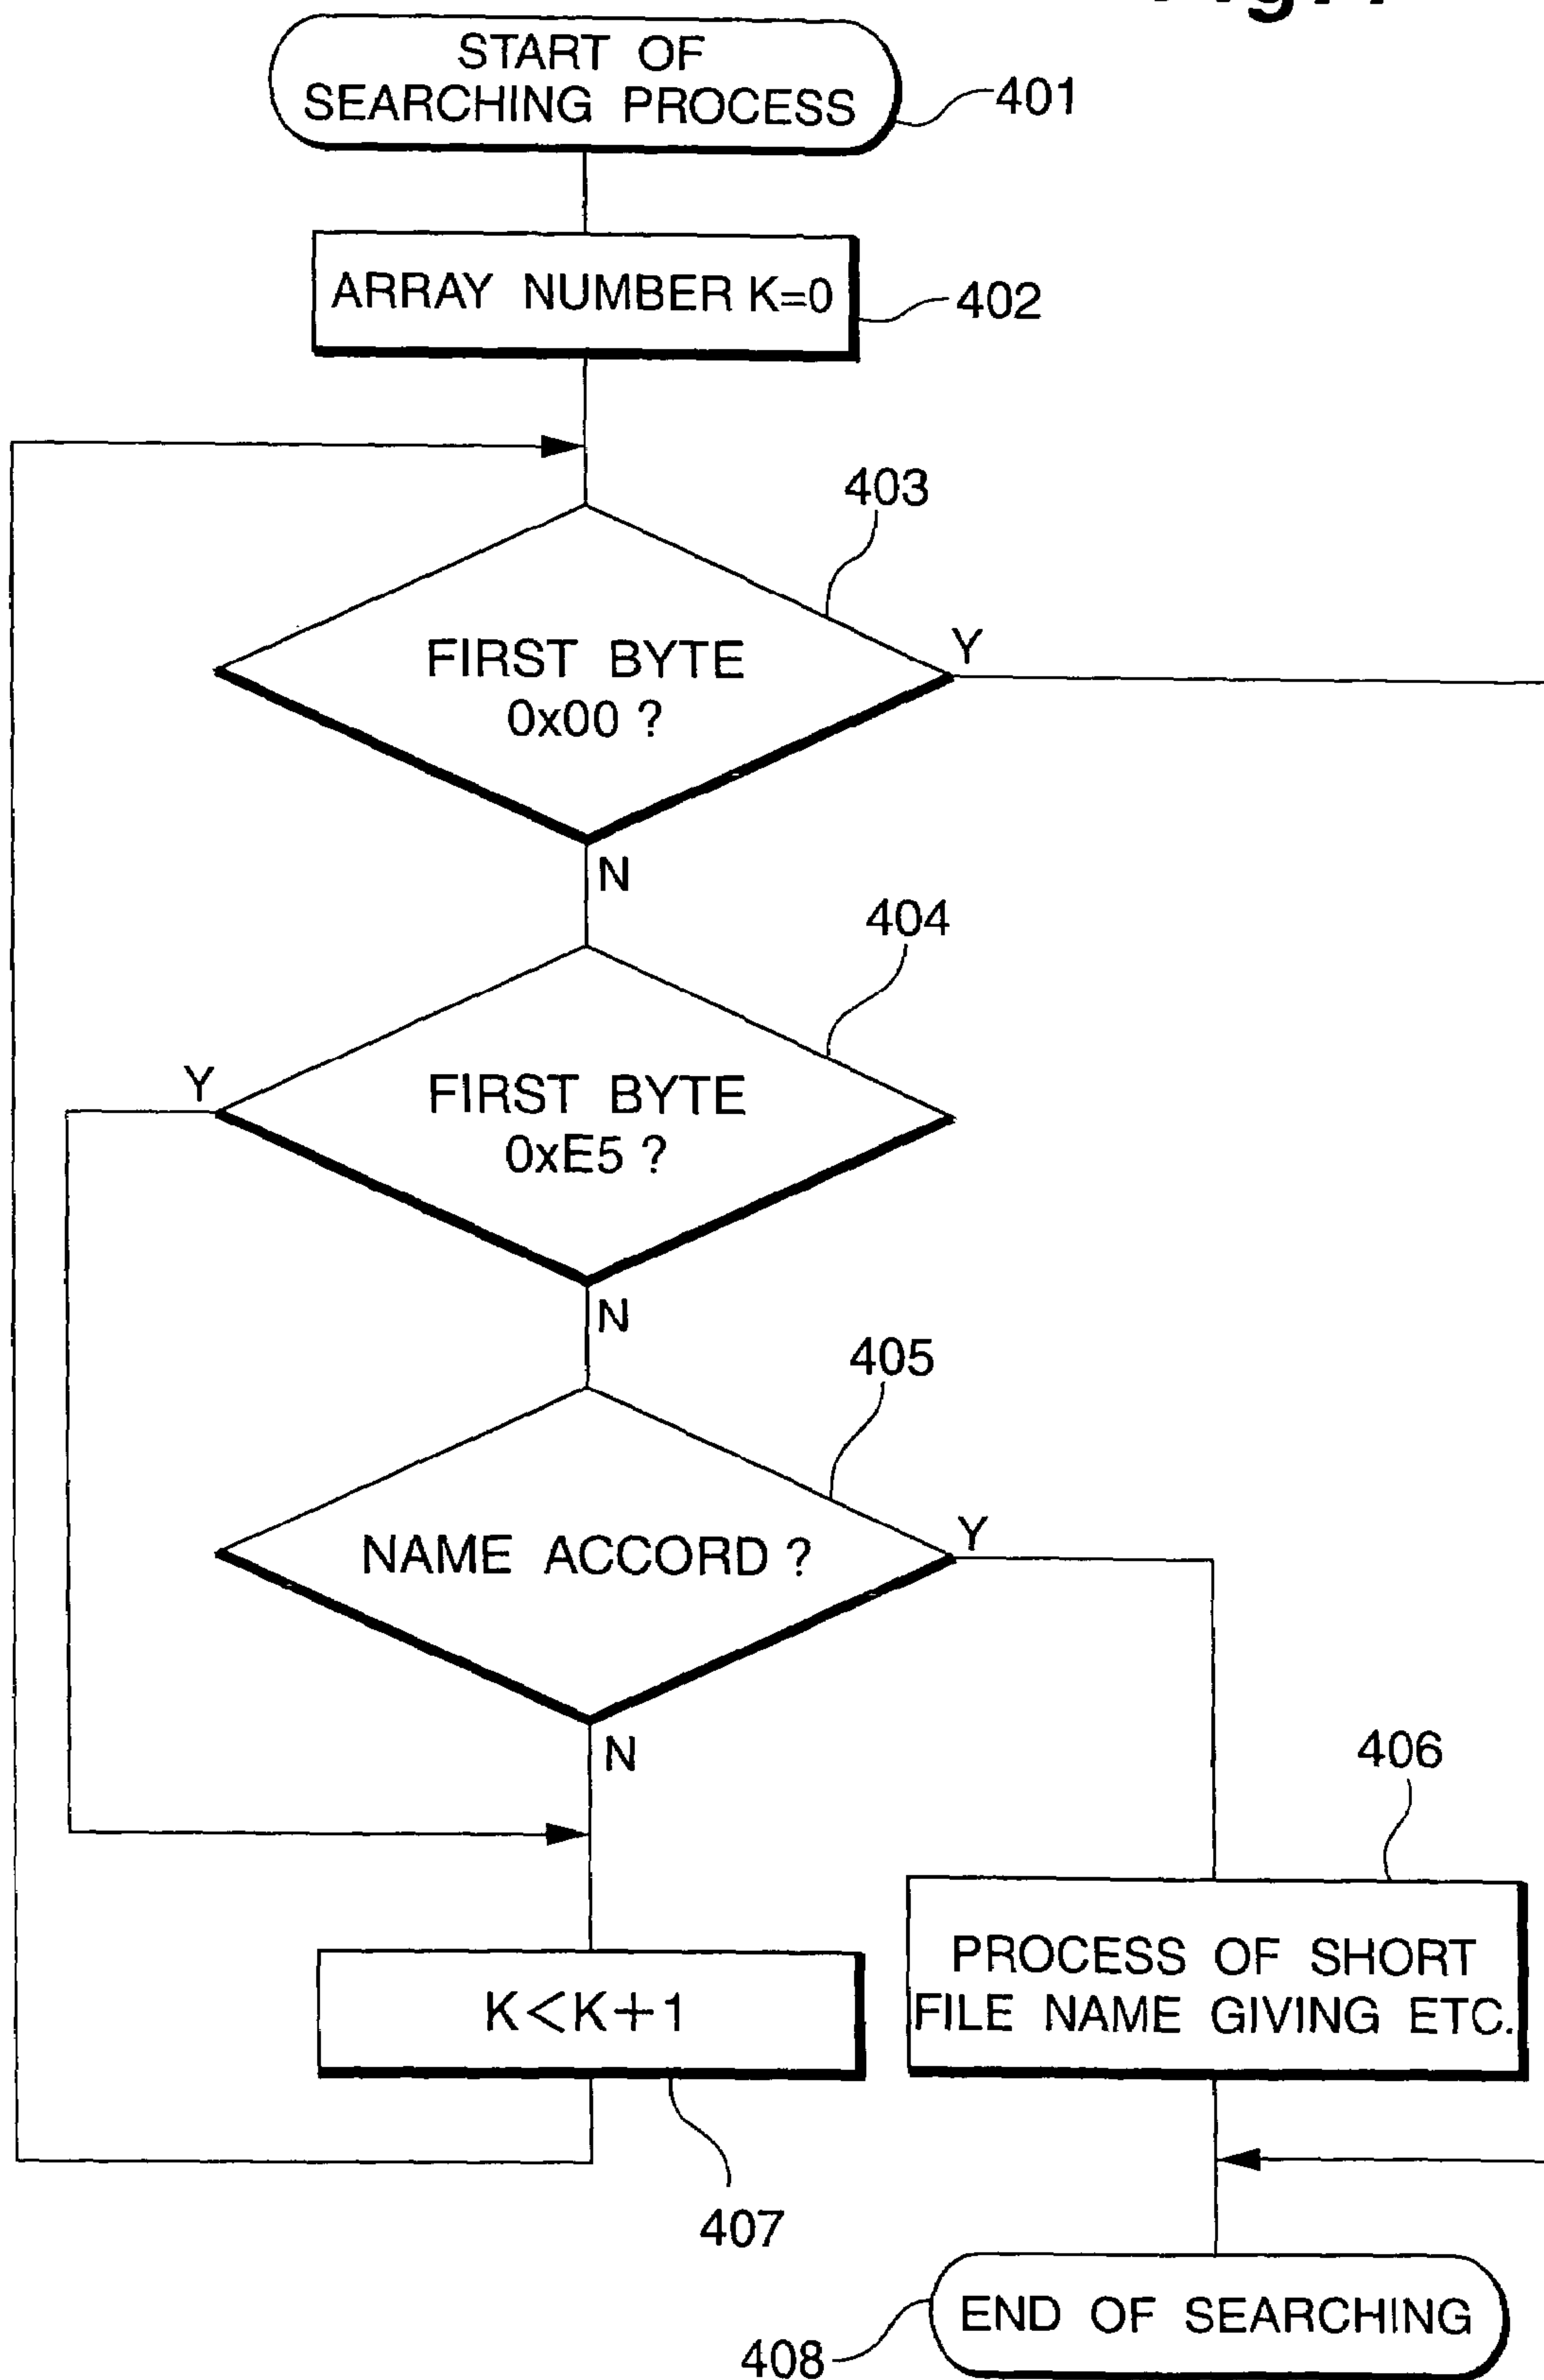 START OF
SEARCHING PROCESS
401
ARRAY NUMBER K=0
402
403
FIRST BYTE
0x00 ?
Y
N
404
FIRST BYTE
0xE5 ?
Y
N
405
NAME ACCORD ?
Y
N
406
PROCESS OF SHORT
FILE NAME GIVING ETC.
K<K+1
407
END OF SEARCHING
408